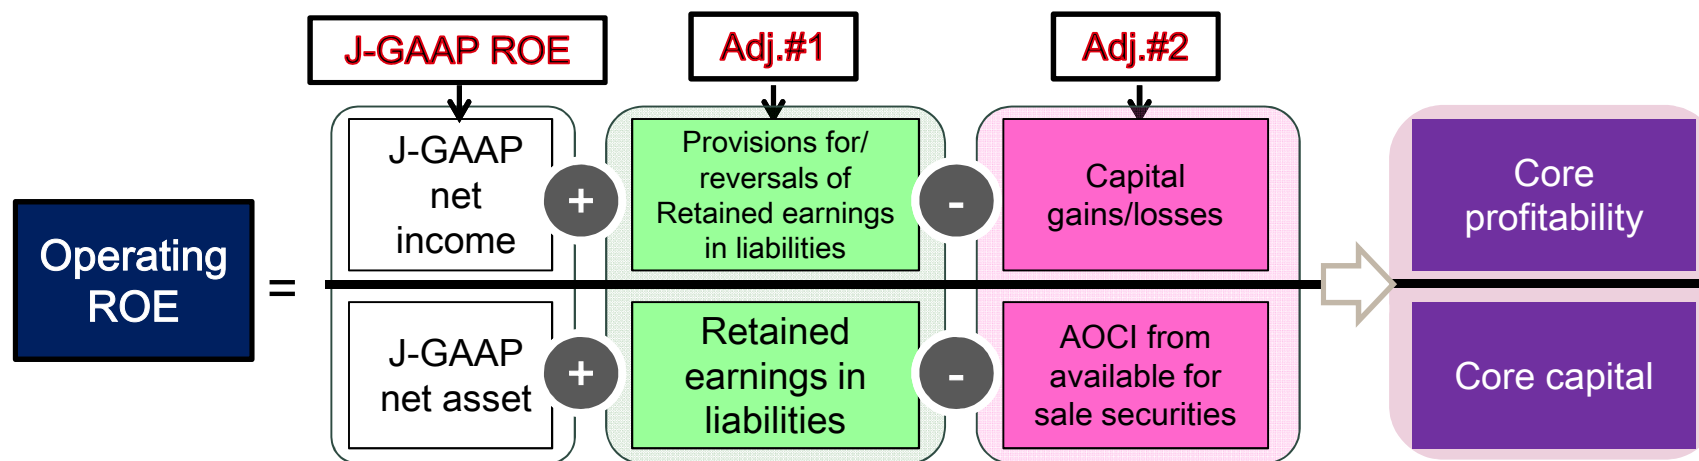 J-GAAP ROE
Adj.#1
Adj.#2
Operating
ROE
=
J-GAAP
net
income
+
Provisions for/
reversals of
Retained earnings
in liabilities
-
Capital
gains/losses
Core
profitability
J-GAAP
net asset
+
Retained
earnings in
liabilities
-
AOCI from
available for
sale securities
Core capital